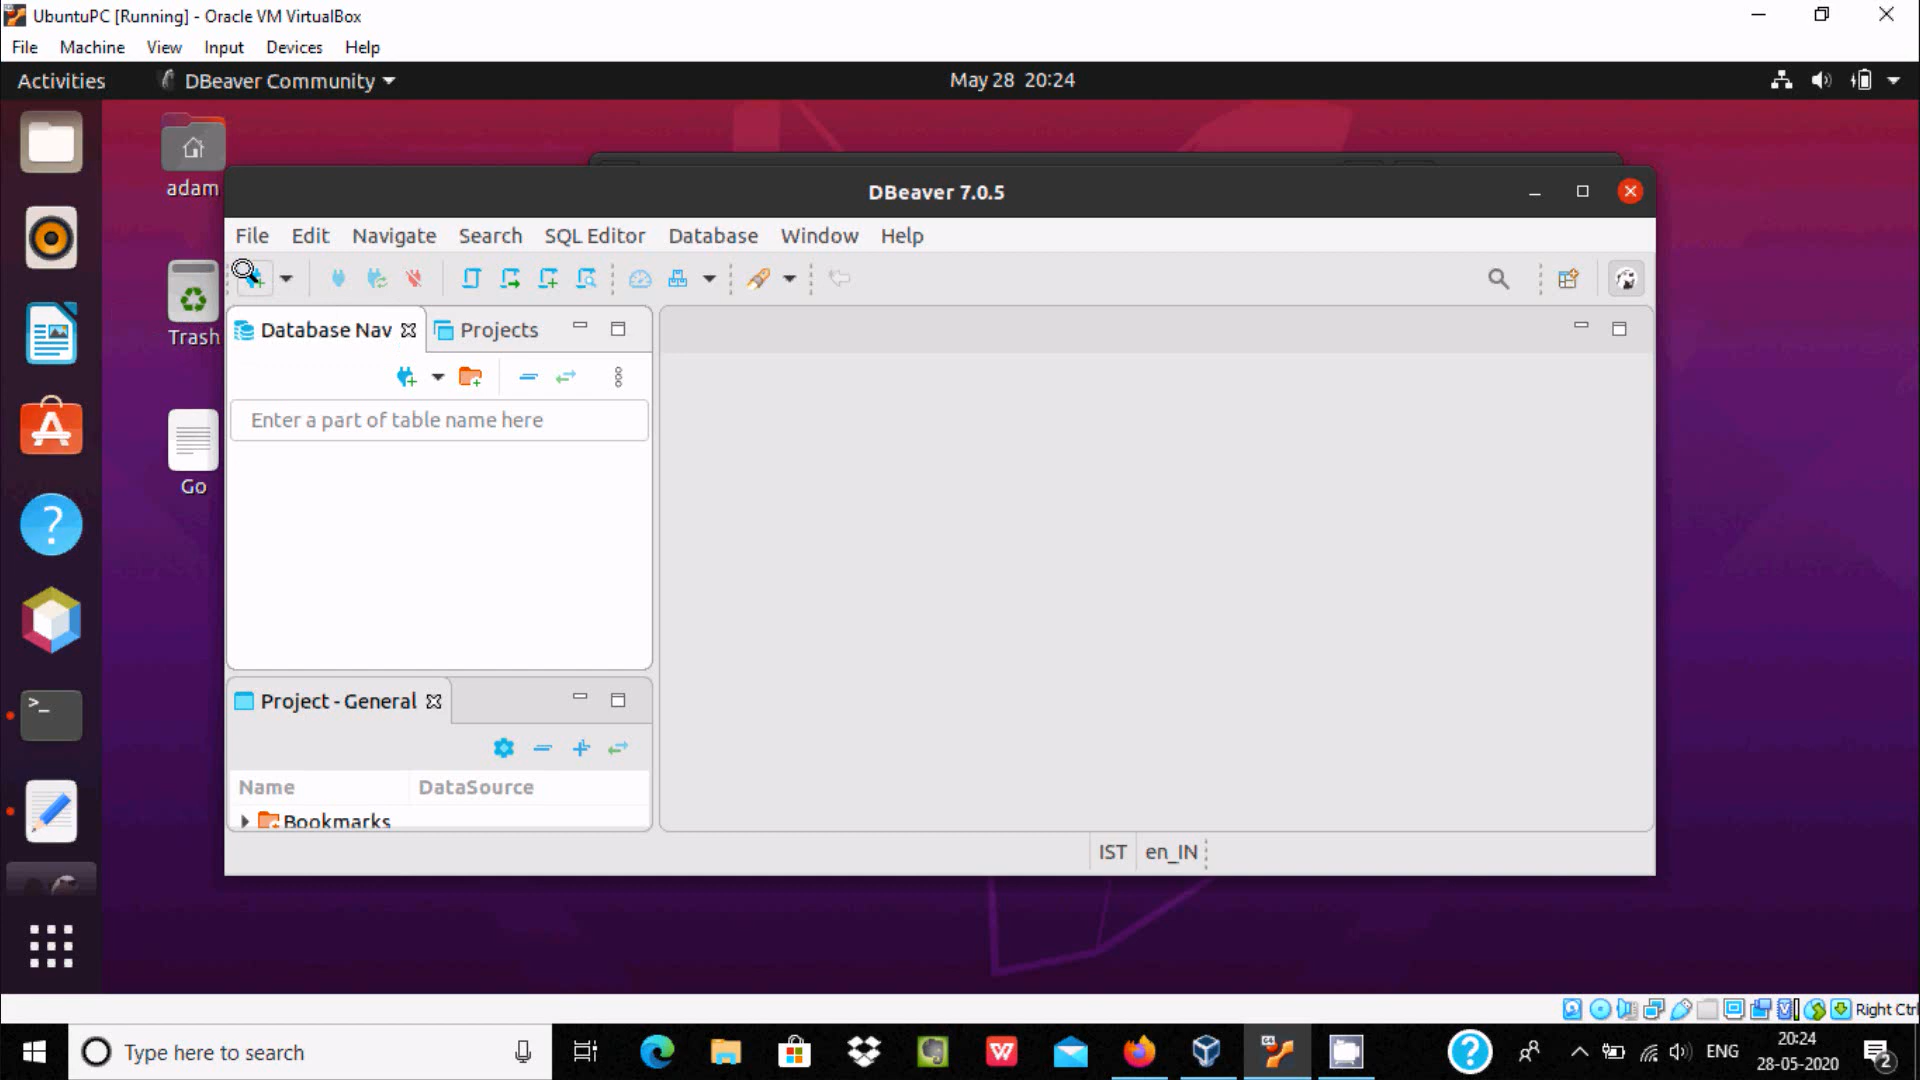 UbuntuPC [Running] - Oracle VM VirtualBox
File Machine View Input Devices Help
Activities DBeaver Community May 28 20:24
adam
Trash
Go
DBeaver 7.0.5
File Edit Navigate Search SQL Editor Database Window Help
Database Nav Projects
Enter a part of table name here
Project - General
Name DataSource
Bookmarks
IST en_IN
Right Ctrl
Type here to search
ENG
20:24
28-05-2020
2